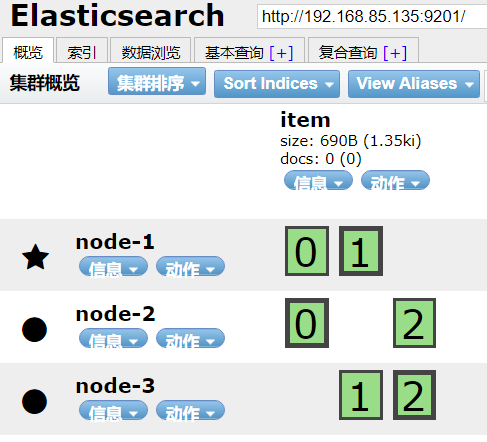 Elasticsearch http://192.168.85.135:9201/
概览 索引 数据浏览 基本查询 [+] 复合查询 [+]
集群概览 集群排序 Sort Indices View Aliases
item
size: 690B (1.35ki)
docs: 0 (0)
信息 动作
node-1
信息 动作
0 1
node-2
信息 动作
0 2
node-3
信息 动作
1 2